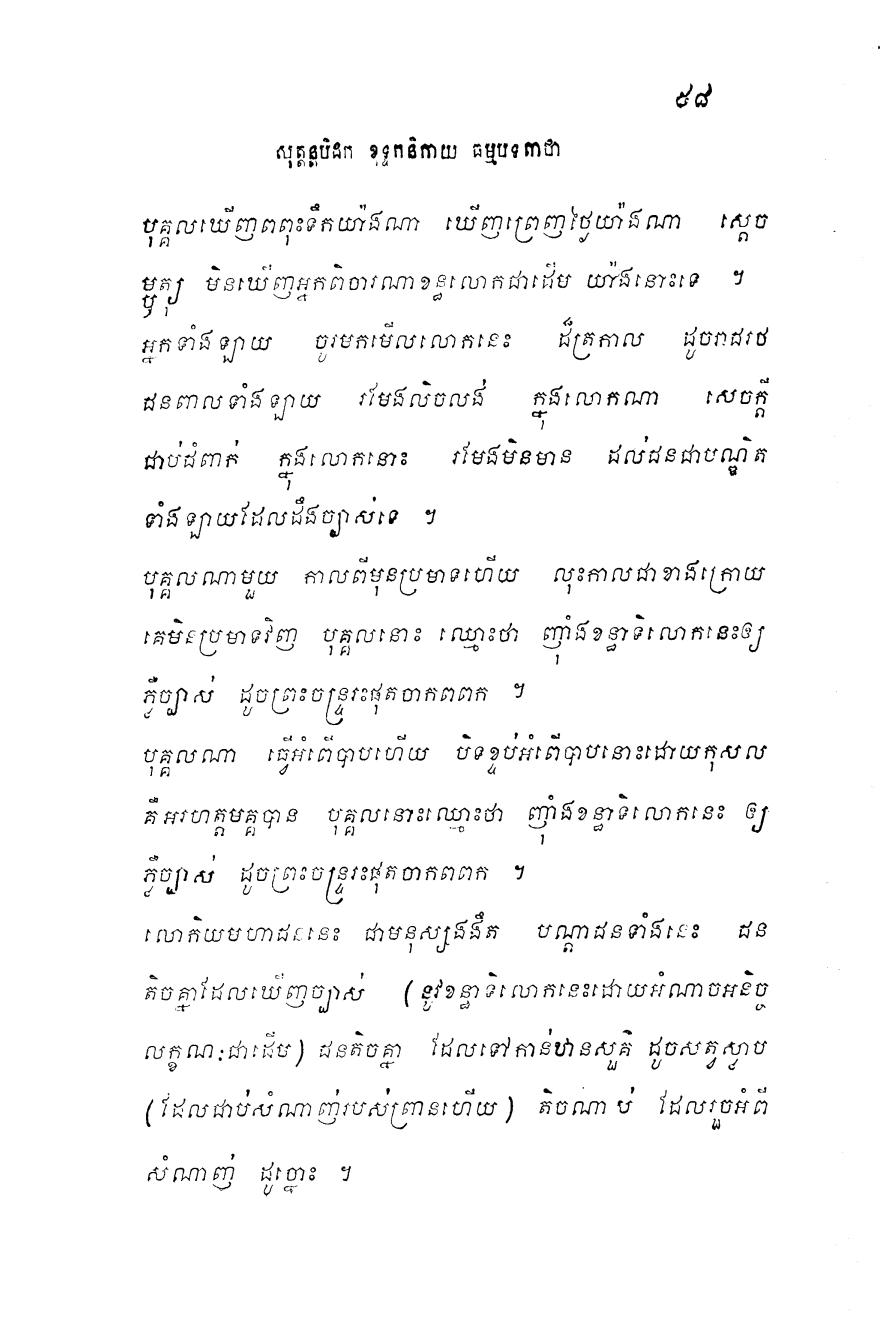 ៥៨
សុត្តន្តបិដក ខុទ្ទកនិកាយ ធម្មបទគាថា
បុគ្គលឃើញពពុះទឹកយ៉ាងណា ឃើញព្រេញថ្ងៃយ៉ាងណា ស្តេច
ម្ចត្យុ មិនឃើញអ្នកពិចារណាខន្ធលោកជាដើម យ៉ាងនោះទេ ។
អ្នកទាំងឡាយ ចូរមកមើលលោកនេះ ដ៏ត្រកាល ដូចរាជរថ
ជនពាលទាំងឡាយ រមែងលិចលង់ ក្នុងលោកណា សេចក្តី
ជាប់ជំពាក់ ក្នុងលោកនោះ រមែងមិនមាន ដល់ជនជាបណ្ឌិត
ទាំងឡាយដែលដឹងច្បាស់ទេ ។
បុគ្គលណាមួយ កាលពីមុនប្រមាទហើយ លុះកាលជាខាងក្រោយ
គេមិនប្រមាទវិញ បុគ្គលនោះ ឈ្មោះថា ញ៉ាំងខន្ធាទិលោកនេះឲ្យ
ភ្លឺច្បាស់ ដូចព្រះចន្ទ្ររះផុតចាកពពក ។
បុគ្គលណា ធ្វើអំពើបាបហើយ បិទខ្ទប់អំពើបាបនោះដោយកុសល
គឺអរហត្តមគ្គបាន បុគ្គលនោះឈ្មោះថា ញ៉ាំងខន្ធាទិលោកនេះ ឲ្យ
ភ្លឺច្បាស់ ដូចព្រះចន្ទ្ររះផុតចាកពពក ។
លោកិយមហាជននេះ ជាមនុស្សងងឹត បណ្តាជនទាំងនេះ ជន
តិចគ្នាដែលឃើញច្បាស់ (នូវខន្ធាទិលោកនេះដោយអំណាចអនិច្ច
លក្ខណៈជាដើម) ជនតិចគ្នា ដែលទៅកាន់ឋានសួគ៌ ដូចសត្វស្លាប
(ដែលជាប់សំណាញ់របស់ព្រានហើយ) តិចណាប់ ដែលរួចអំពី
សំណាញ់ ដូច្នោះ ។